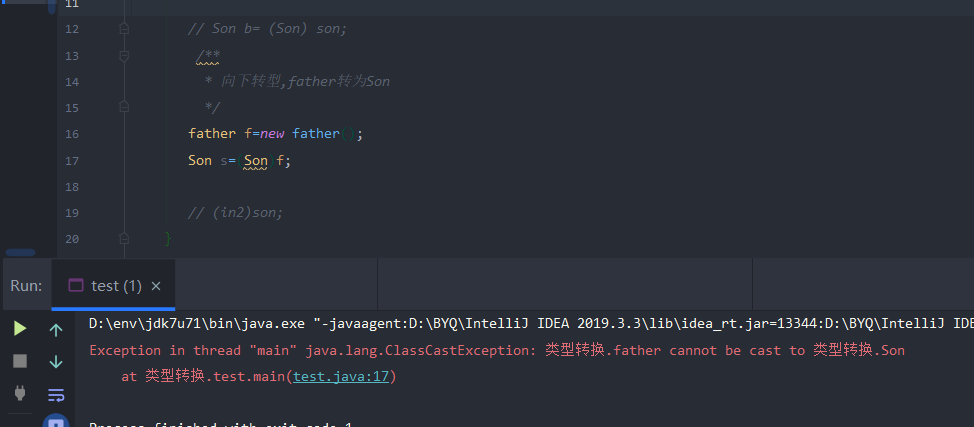 11
12 // Son b= (Son) son;
13 /**
14 * 向下转型,father转为Son
15 */
16 father f=new father();
17 Son s=(Son)f;
18
19 // (in2)son;
20 }
Run: test (1) ×
D:\env\jdk7u71\bin\java.exe "-javaagent:D:\BYQ\IntelliJ IDEA 2019.3.3\lib\idea_rt.jar=13344:D:\BYQ\IntelliJ IDE
Exception in thread "main" java.lang.ClassCastException: 类型转换.father cannot be cast to 类型转换.Son
at 类型转换.test.main(test.java:17)
Process finished with exit code 1